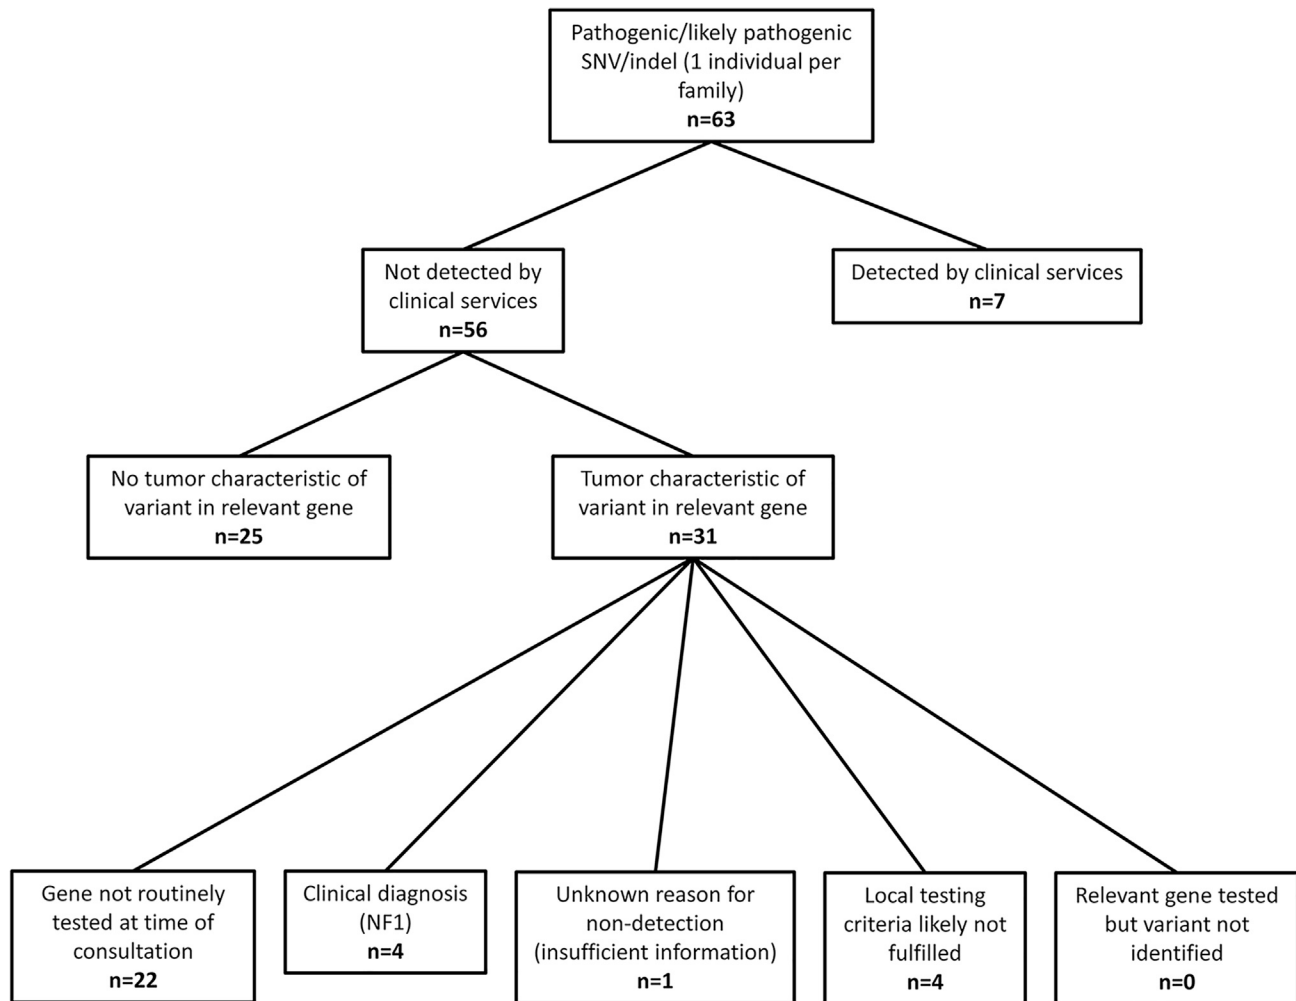 Pathogenic/likely pathogenic
SNV/indel (1 individual per
family)
n=63
Not detected by
clinical services
n=56
Detected by clinical services
n=7
No tumor characteristic of
variant in relevant gene
n=25
Tumor characteristic of
variant in relevant gene
n=31
Gene not routinely
tested at time of
consultation
n=22
Clinical diagnosis
(NF1)
n=4
Unknown reason for
non-detection
(insufficient information)
n=1
Local testing
criteria likely not
fulfilled
n=4
Relevant gene tested
but variant not
identified
n=0